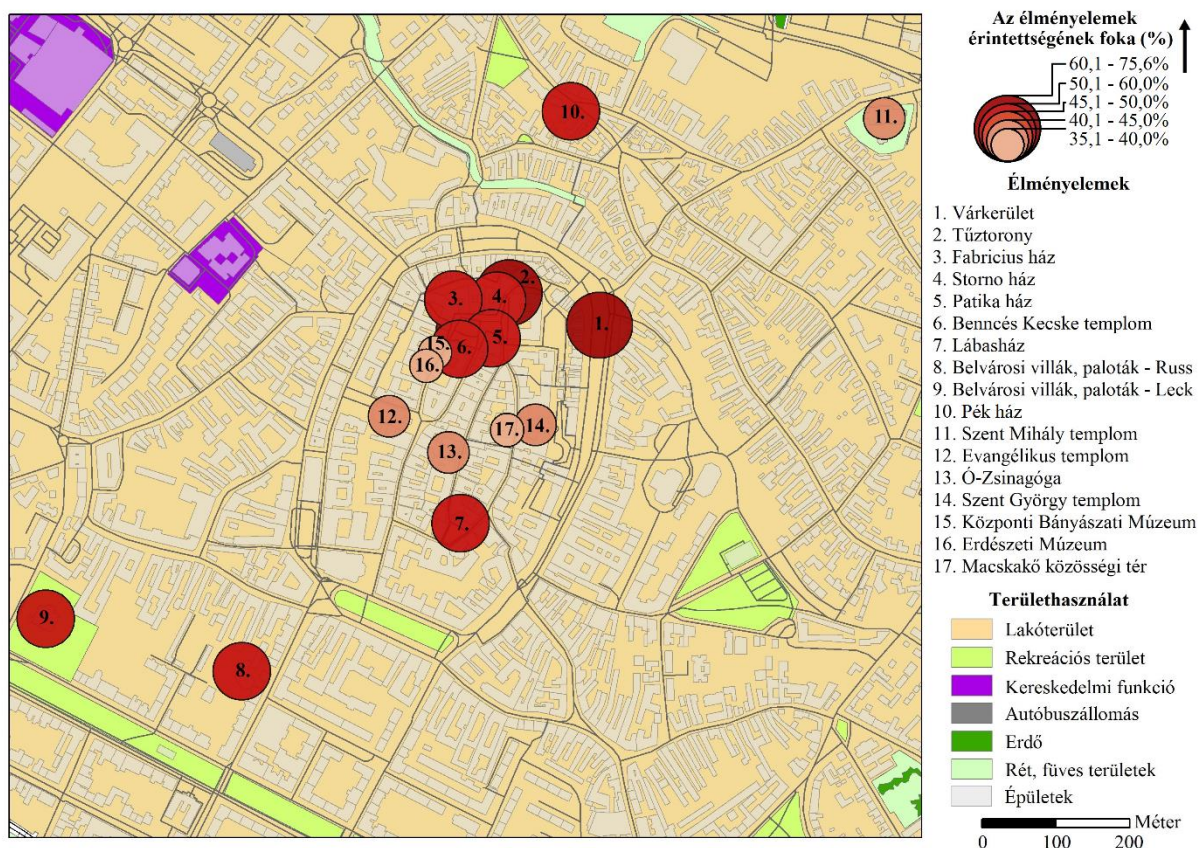 10.
11.
2.
3.
4.
1.
5.
15.
6.
16.
12.
17.
14.
13.
7.
9.
8.
Az élményelemek
érintettségének foka (%)
60,1 - 75,6%
50,1 - 60,0%
45,1 - 50,0%
40,1 - 45,0%
35,1 - 40,0%
Élményelemek
1. Várkerület
2. Tűztorony
3. Fabricius ház
4. Storno ház
5. Patika ház
6. Benncés Kecske templom
7. Lábasház
8. Belvárosi villák, paloták - Russ
9. Belvárosi villák, paloták - Leck
10. Pék ház
11. Szent Mihály templom
12. Evangélikus templom
13. Ó-Zsinagóga
14. Szent György templom
15. Központi Bányászati Múzeum
16. Erdészeti Múzeum
17. Macskakő közösségi tér
Területhasználat
Lakóterület
Rekreációs terület
Kereskedelmi funkció
Autóbuszállomás
Erdő
Rét, füves területek
Épületek
Méter
0 100 200